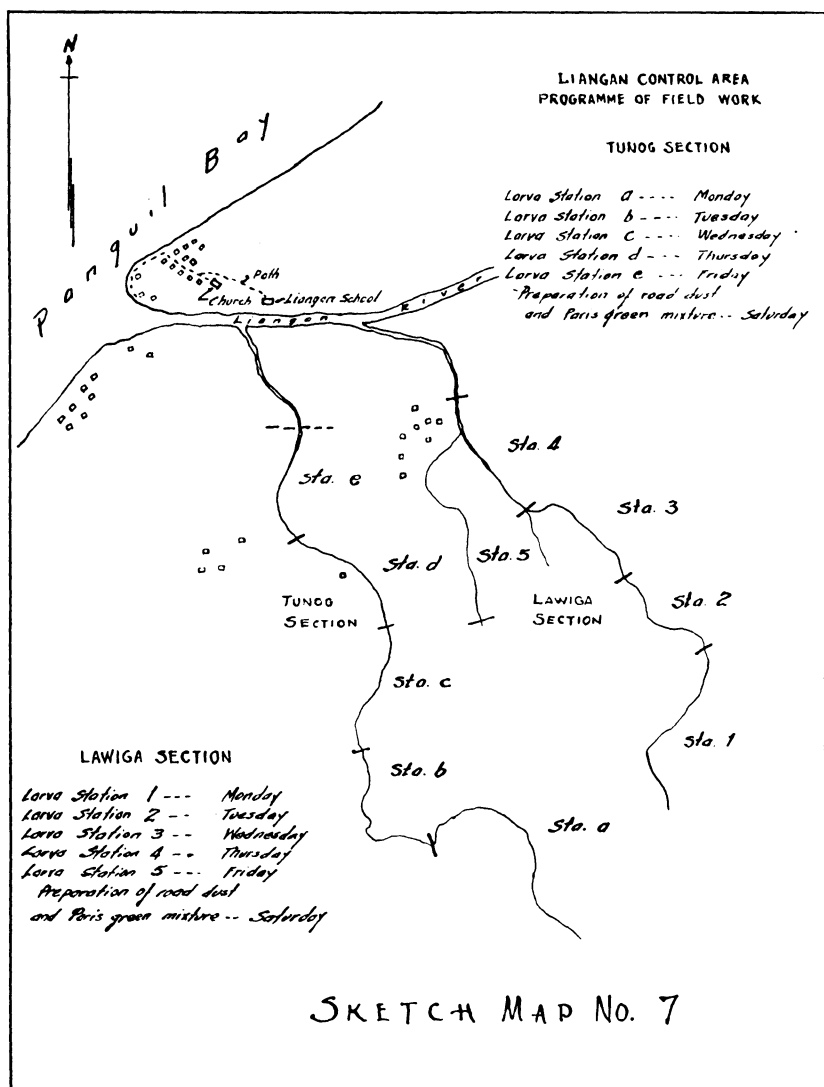 N
LIANGAN CONTROL AREA
PROGRAMME OF FIELD WORK
TUNOG SECTION
Larva Station a ---- Monday
Larva Station b ---- Tuesday
Larva Station c ---- Wednesday
Larva Station d ---- Thursday
Larva Station e ---- Friday
Preparation of road dust
and Paris green mixture -- Saturday
Panguil Bay
Path
Church
Liangan School
Liangan River
Sta. 4
Sta. e
Sta. 3
Sta. d
Sta. 5
TUNOG
SECTION
LAWIGA
SECTION
Sta. 2
Sta. c
Sta. 1
Sta. b
Sta. a
LAWIGA SECTION
Larva Station 1 --- Monday
Larva Station 2 --- Tuesday
Larva Station 3 -- Wednesday
Larva Station 4 -- Thursday
Larva Station 5 -- Friday
Preparation of road dust
and Paris green mixture -- Saturday
SKETCH MAP NO. 7